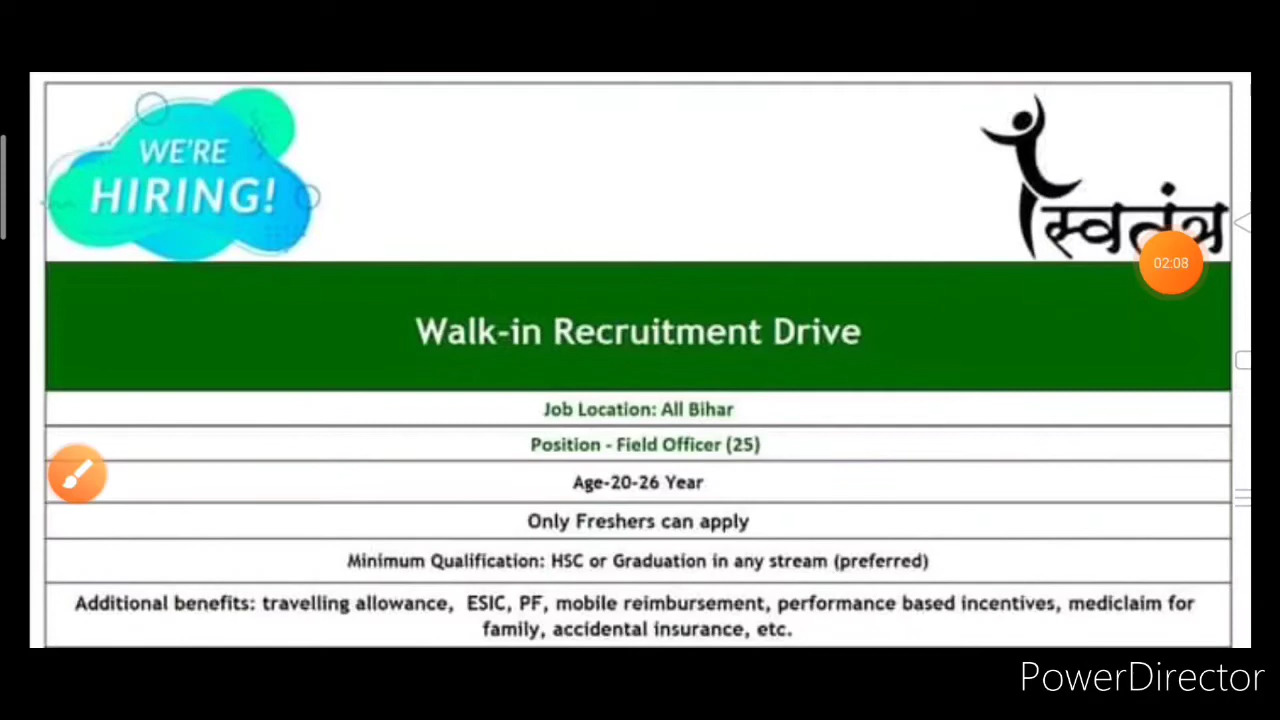 WE'RE
HIRING!
स्वतंत्र
02:08
Walk-in Recruitment Drive
Job Location: All Bihar
Position - Field Officer (25)
Age-20-26 Year
Only Freshers can apply
Minimum Qualification: HSC or Graduation in any stream (preferred)
Additional benefits: travelling allowance, ESIC, PF, mobile reimbursement, performance based incentives, mediclaim for
family, accidental insurance, etc.
PowerDirector